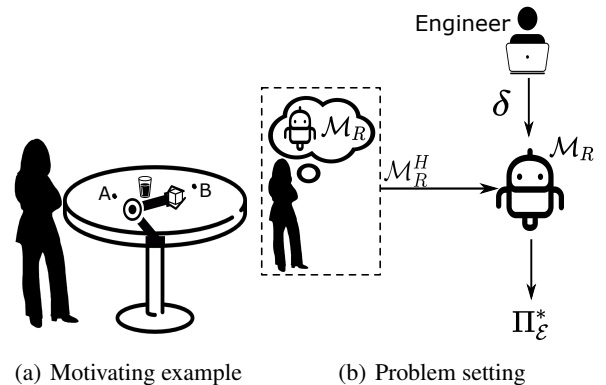 Engineer
δ
A
B
ℳ_R
ℳ_R^H
ℳ_R
Π*_ℰ
(a) Motivating example
(b) Problem setting